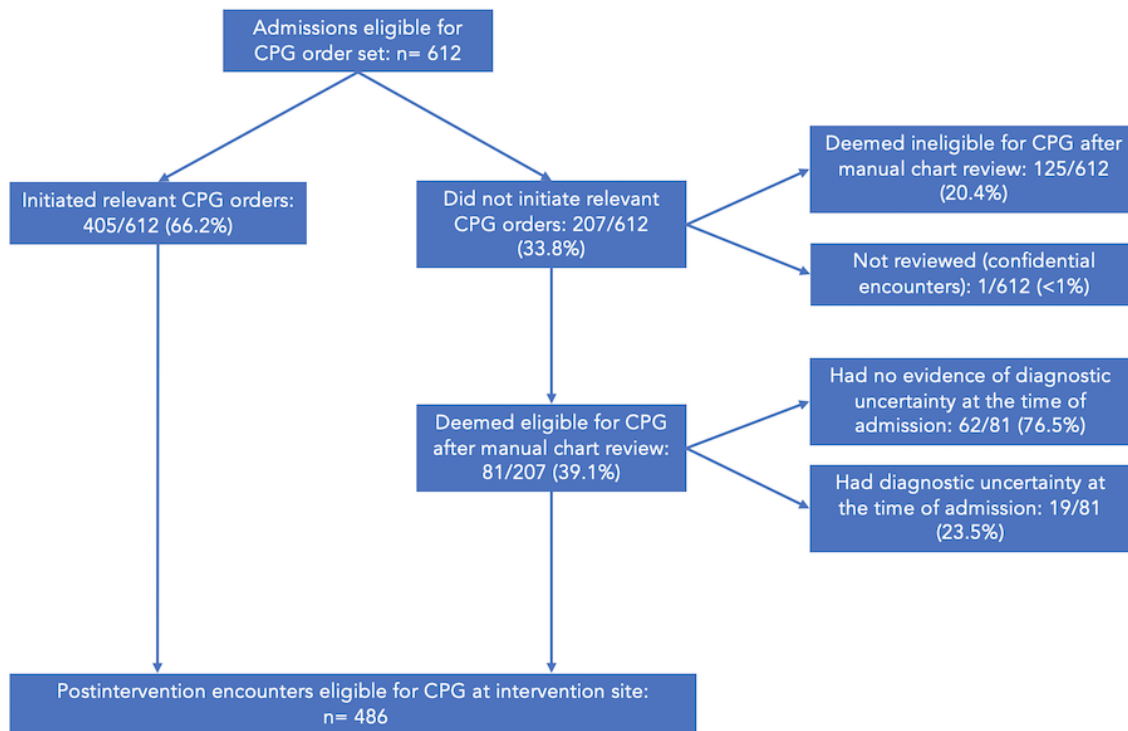 Admissions eligible for
CPG order set: n= 612
Initiated relevant CPG orders:
405/612 (66.2%)
Did not initiate relevant
CPG orders: 207/612
(33.8%)
Deemed ineligible for CPG after
manual chart review: 125/612
(20.4%)
Not reviewed (confidential
encounters): 1/612 (<1%)
Deemed eligible for CPG
after manual chart review:
81/207 (39.1%)
Had no evidence of diagnostic
uncertainty at the time of
admission: 62/81 (76.5%)
Had diagnostic uncertainty at
the time of admission: 19/81
(23.5%)
Postintervention encounters eligible for CPG at intervention site:
n= 486